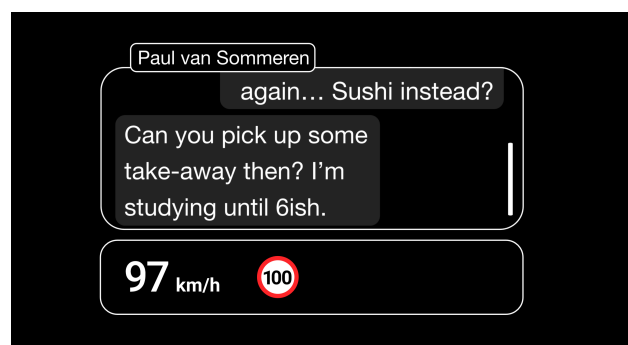 Paul van Sommeren
again… Sushi instead?
Can you pick up some
take-away then? I’m
studying until 6ish.
97 km/h
100